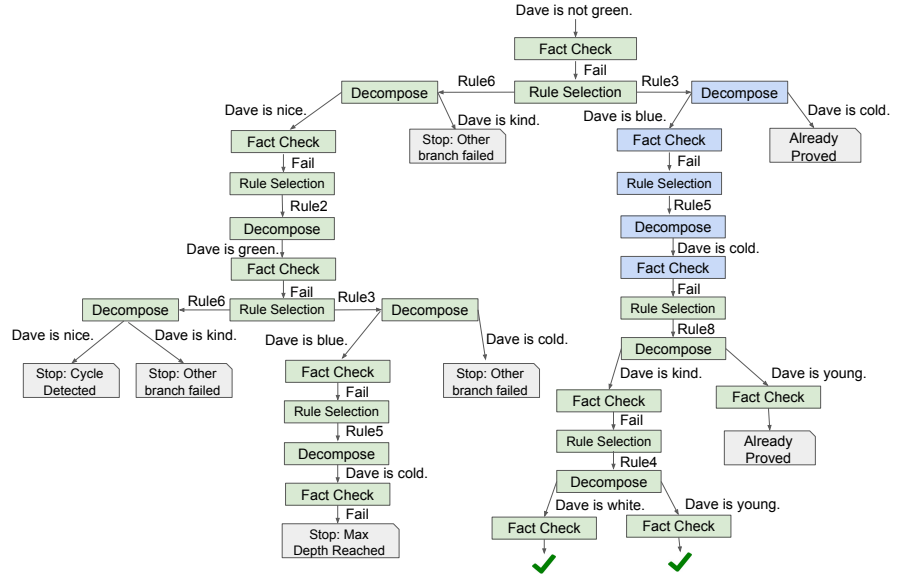 Dave is not green.
Fact Check
Fail
Rule6
Rule Selection
Rule3
Decompose
Decompose
Dave is nice.
Dave is kind.
Dave is blue.
Dave is cold.
Fact Check
Stop: Other
branch failed
Fact Check
Already
Proved
Fail
Fail
Rule Selection
Rule Selection
Rule2
Rule5
Decompose
Decompose
Dave is green.
Dave is cold.
Fact Check
Fact Check
Fail
Fail
Decompose
Rule6
Rule Selection
Rule3
Decompose
Rule Selection
Rule8
Dave is nice.
Dave is kind.
Dave is blue.
Dave is cold.
Decompose
Stop: Cycle
Detected
Stop: Other
branch failed
Fact Check
Stop: Other
branch failed
Dave is kind.
Dave is young.
Fail
Fact Check
Fact Check
Rule Selection
Fail
Rule5
Rule Selection
Already
Proved
Decompose
Rule4
Dave is cold.
Decompose
Fact Check
Dave is white.
Dave is young.
Fail
Fact Check
Fact Check
Stop: Max
Depth Reached